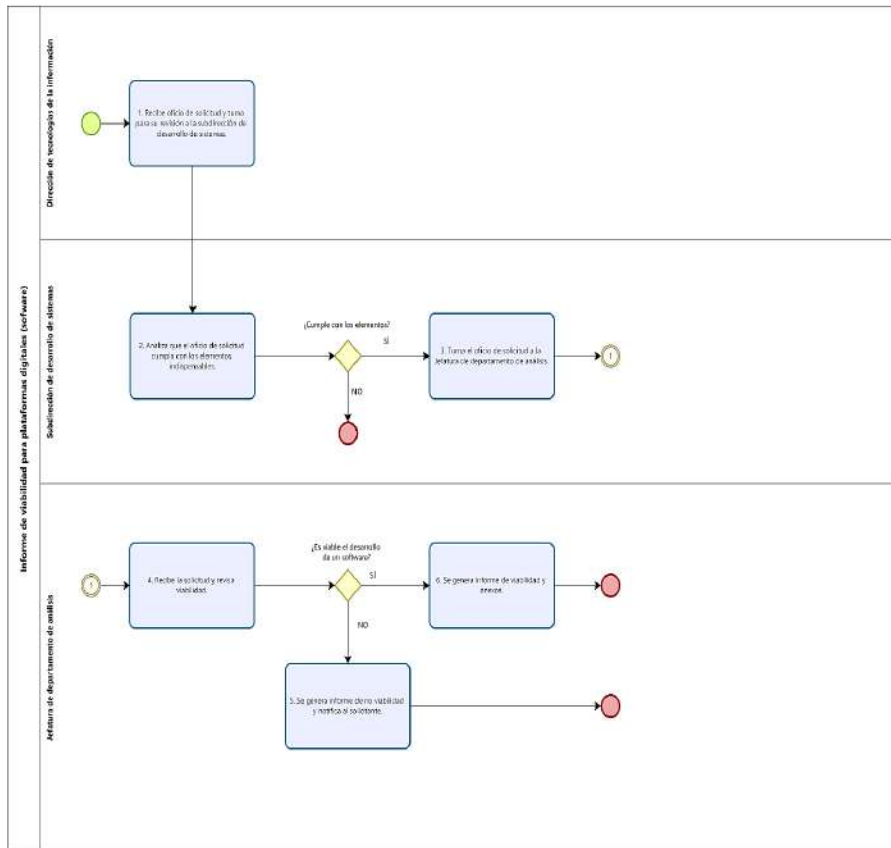 Informe de viabilidad para plataformas digitales (sofware)
Dirección de tecnologías de la información
1. Recibe oficio de solicitud y turna
para su revisión a la subdirección de
desarrollo de sistemas.
Subdirección de desarrollo de sistemas
2. Analiza que el oficio de solicitud
cumpla con los elementos
indispensables.
¿Cumple con los elementos?
SÍ
NO
3. Turna el oficio de solicitud a la
Jefatura de departamento de análisis.
1
Jefatura de departamento de análisis
1
4. Recibe la solicitud y revisa
viabilidad.
¿Es viable el desarrollo
de un software?
SÍ
NO
6. Se genera informe de viabilidad y
anexos.
5. Se genera informe de no viabilidad
y notifica al solicitante.